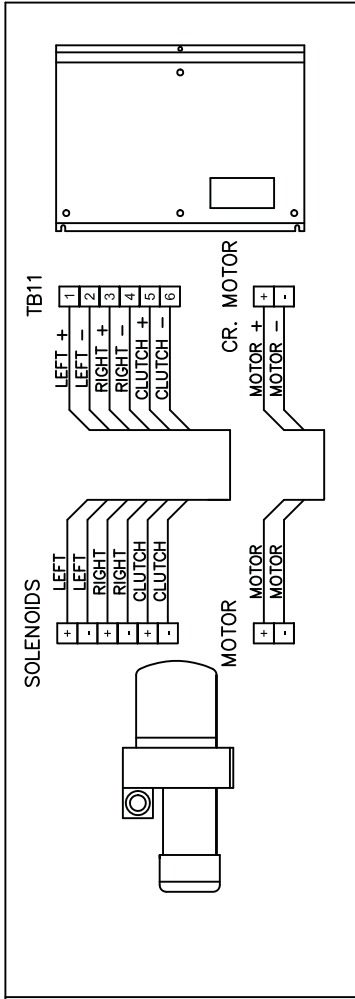 SOLENOIDS
TB11
+ LEFT LEFT + 1
- LEFT LEFT - 2
+ RIGHT RIGHT + 3
- RIGHT RIGHT - 4
+ CLUTCH CLUTCH + 5
- CLUTCH CLUTCH - 6
MOTOR
CR. MOTOR
+ MOTOR MOTOR + +
- MOTOR MOTOR - -